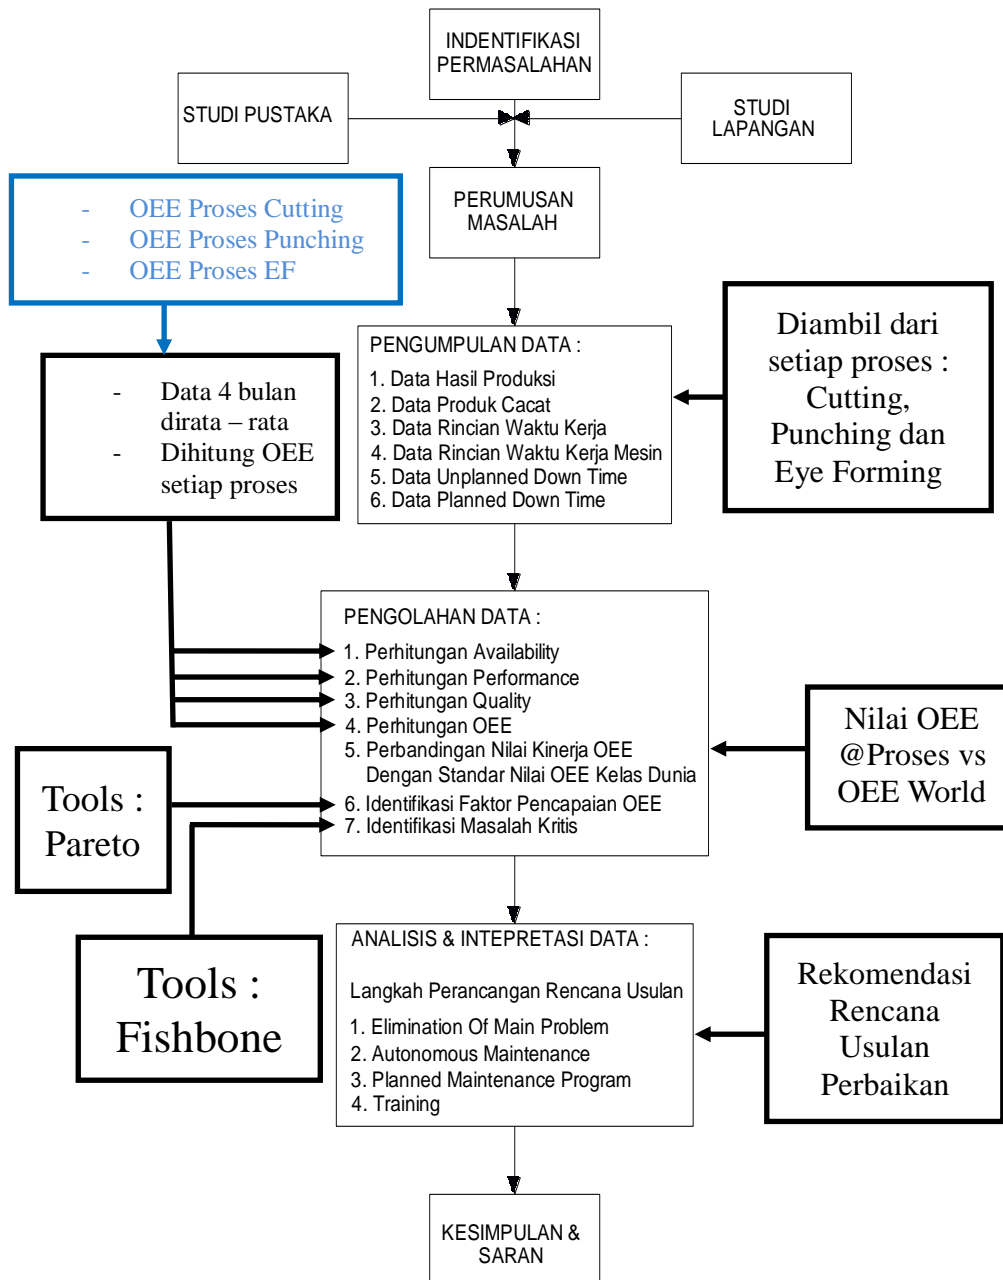 INDENTIFIKASI
PERMASALAHAN
STUDI PUSTAKA
STUDI
LAPANGAN
PERUMUSAN
MASALAH
- OEE Proses Cutting
- OEE Proses Punching
- OEE Proses EF
- Data 4 bulan
dirata – rata
- Dihitung OEE
setiap proses
PENGUMPULAN DATA :
1. Data Hasil Produksi
2. Data Produk Cacat
3. Data Rincian Waktu Kerja
4. Data Rincian Waktu Kerja Mesin
5. Data Unplanned Down Time
6. Data Planned Down Time
Diambil dari
setiap proses :
Cutting,
Punching dan
Eye Forming
PENGOLAHAN DATA :
1. Perhitungan Availability
2. Perhitungan Performance
3. Perhitungan Quality
4. Perhitungan OEE
5. Perbandingan Nilai Kinerja OEE
Dengan Standar Nilai OEE Kelas Dunia
6. Identifikasi Faktor Pencapaian OEE
7. Identifikasi Masalah Kritis
Nilai OEE
@Proses vs
OEE World
Tools :
Pareto
Tools :
Fishbone
ANALISIS & INTEPRETASI DATA :
Langkah Perancangan Rencana Usulan
1. Elimination Of Main Problem
2. Autonomous Maintenance
3. Planned Maintenance Program
4. Training
Rekomendasi
Rencana
Usulan
Perbaikan
KESIMPULAN &
SARAN